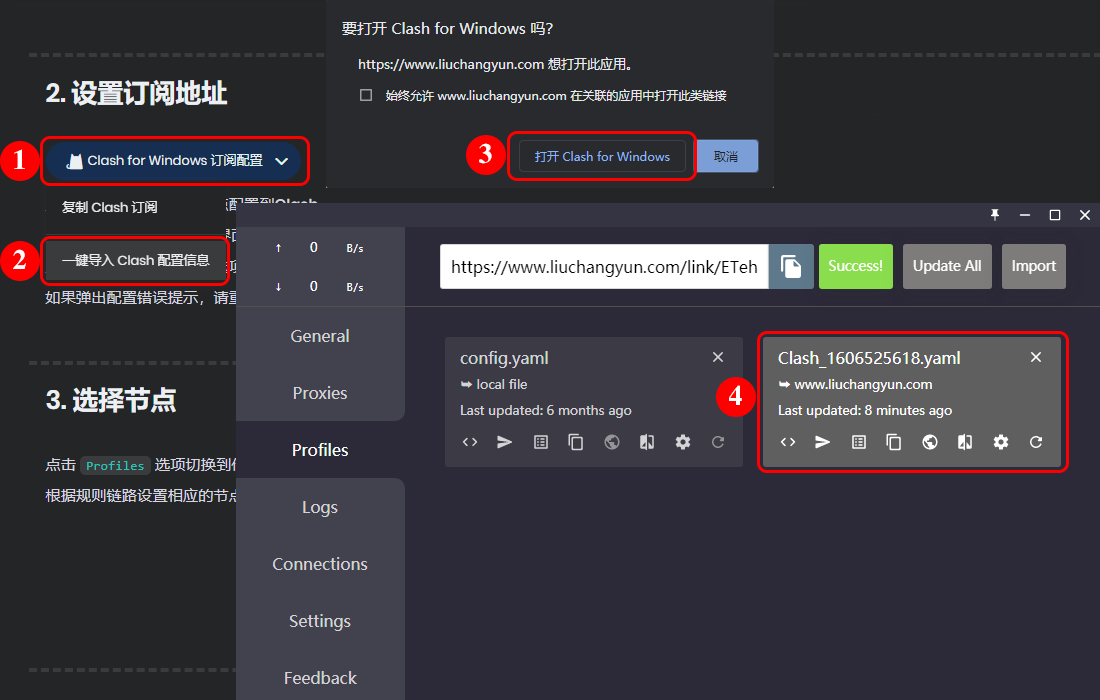 要打开 Clash for Windows 吗?
https://www.liuchangyun.com 想打开此应用。
始终允许 www.liuchangyun.com 在关联的应用中打开此类链接
3
打开 Clash for Windows
取消
2. 设置订阅地址
1
Clash for Windows 订阅配置
复制 Clash 订阅
2
一键导入 Clash 配置信息
如果弹出配置错误提示，请重
3. 选择节点
点击 Profiles 选项切换到
根据规则链路设置相应的节点
↑ 0 B/s
↓ 0 B/s
General
Proxies
Profiles
Logs
Connections
Settings
Feedback
https://www.liuchangyun.com/link/ETeh
Success!
Update All
Import
config.yaml
local file
Last updated: 6 months ago
4
Clash_1606525618.yaml
www.liuchangyun.com
Last updated: 8 minutes ago